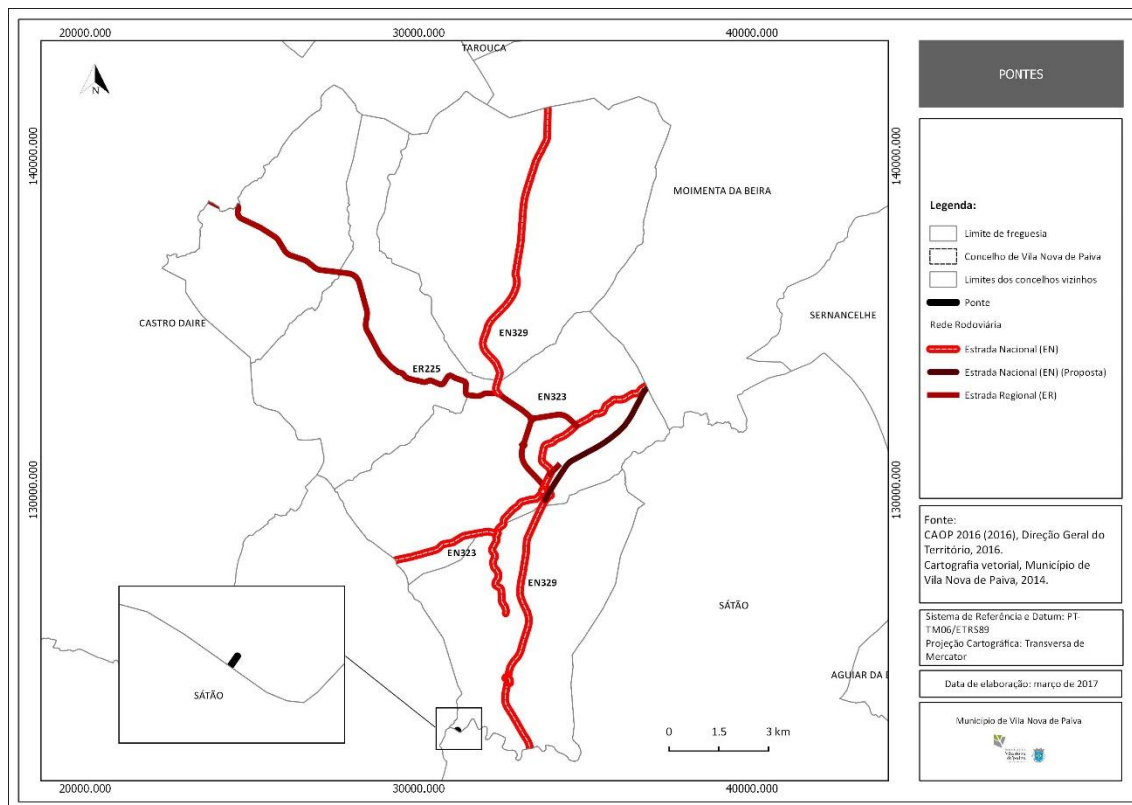 20000.000 30000.000 40000.000
TAROUCA
N
140000.000
140000.000
MOIMENTA DA BEIRA
CASTRO DAIRE
SERNANCELHE
EN329
ER225
EN323
130000.000
130000.000
EN323
EN329
SÁTÃO
SÁTÃO
AGUIAR DA B
0 1.5 3 km
20000.000 30000.000 40000.000
PONTES
Legenda:
Limite de freguesia
Concelho de Vila Nova de Paiva
Limites dos concelhos vizinhos
Ponte
Rede Rodoviária
Estrada Nacional (EN)
Estrada Nacional (EN) (Proposta)
Estrada Regional (ER)
Fonte:
CAOP 2016 (2016), Direção Geral do
Território, 2016.
Cartografia vetorial, Município de
Vila Nova de Paiva, 2014.
Sistema de Referência e Datum: PT-
TM06/ETRS89
Projeção Cartográfica: Transversa de
Mercator
Data de elaboração: março de 2017
Município de Vila Nova de Paiva